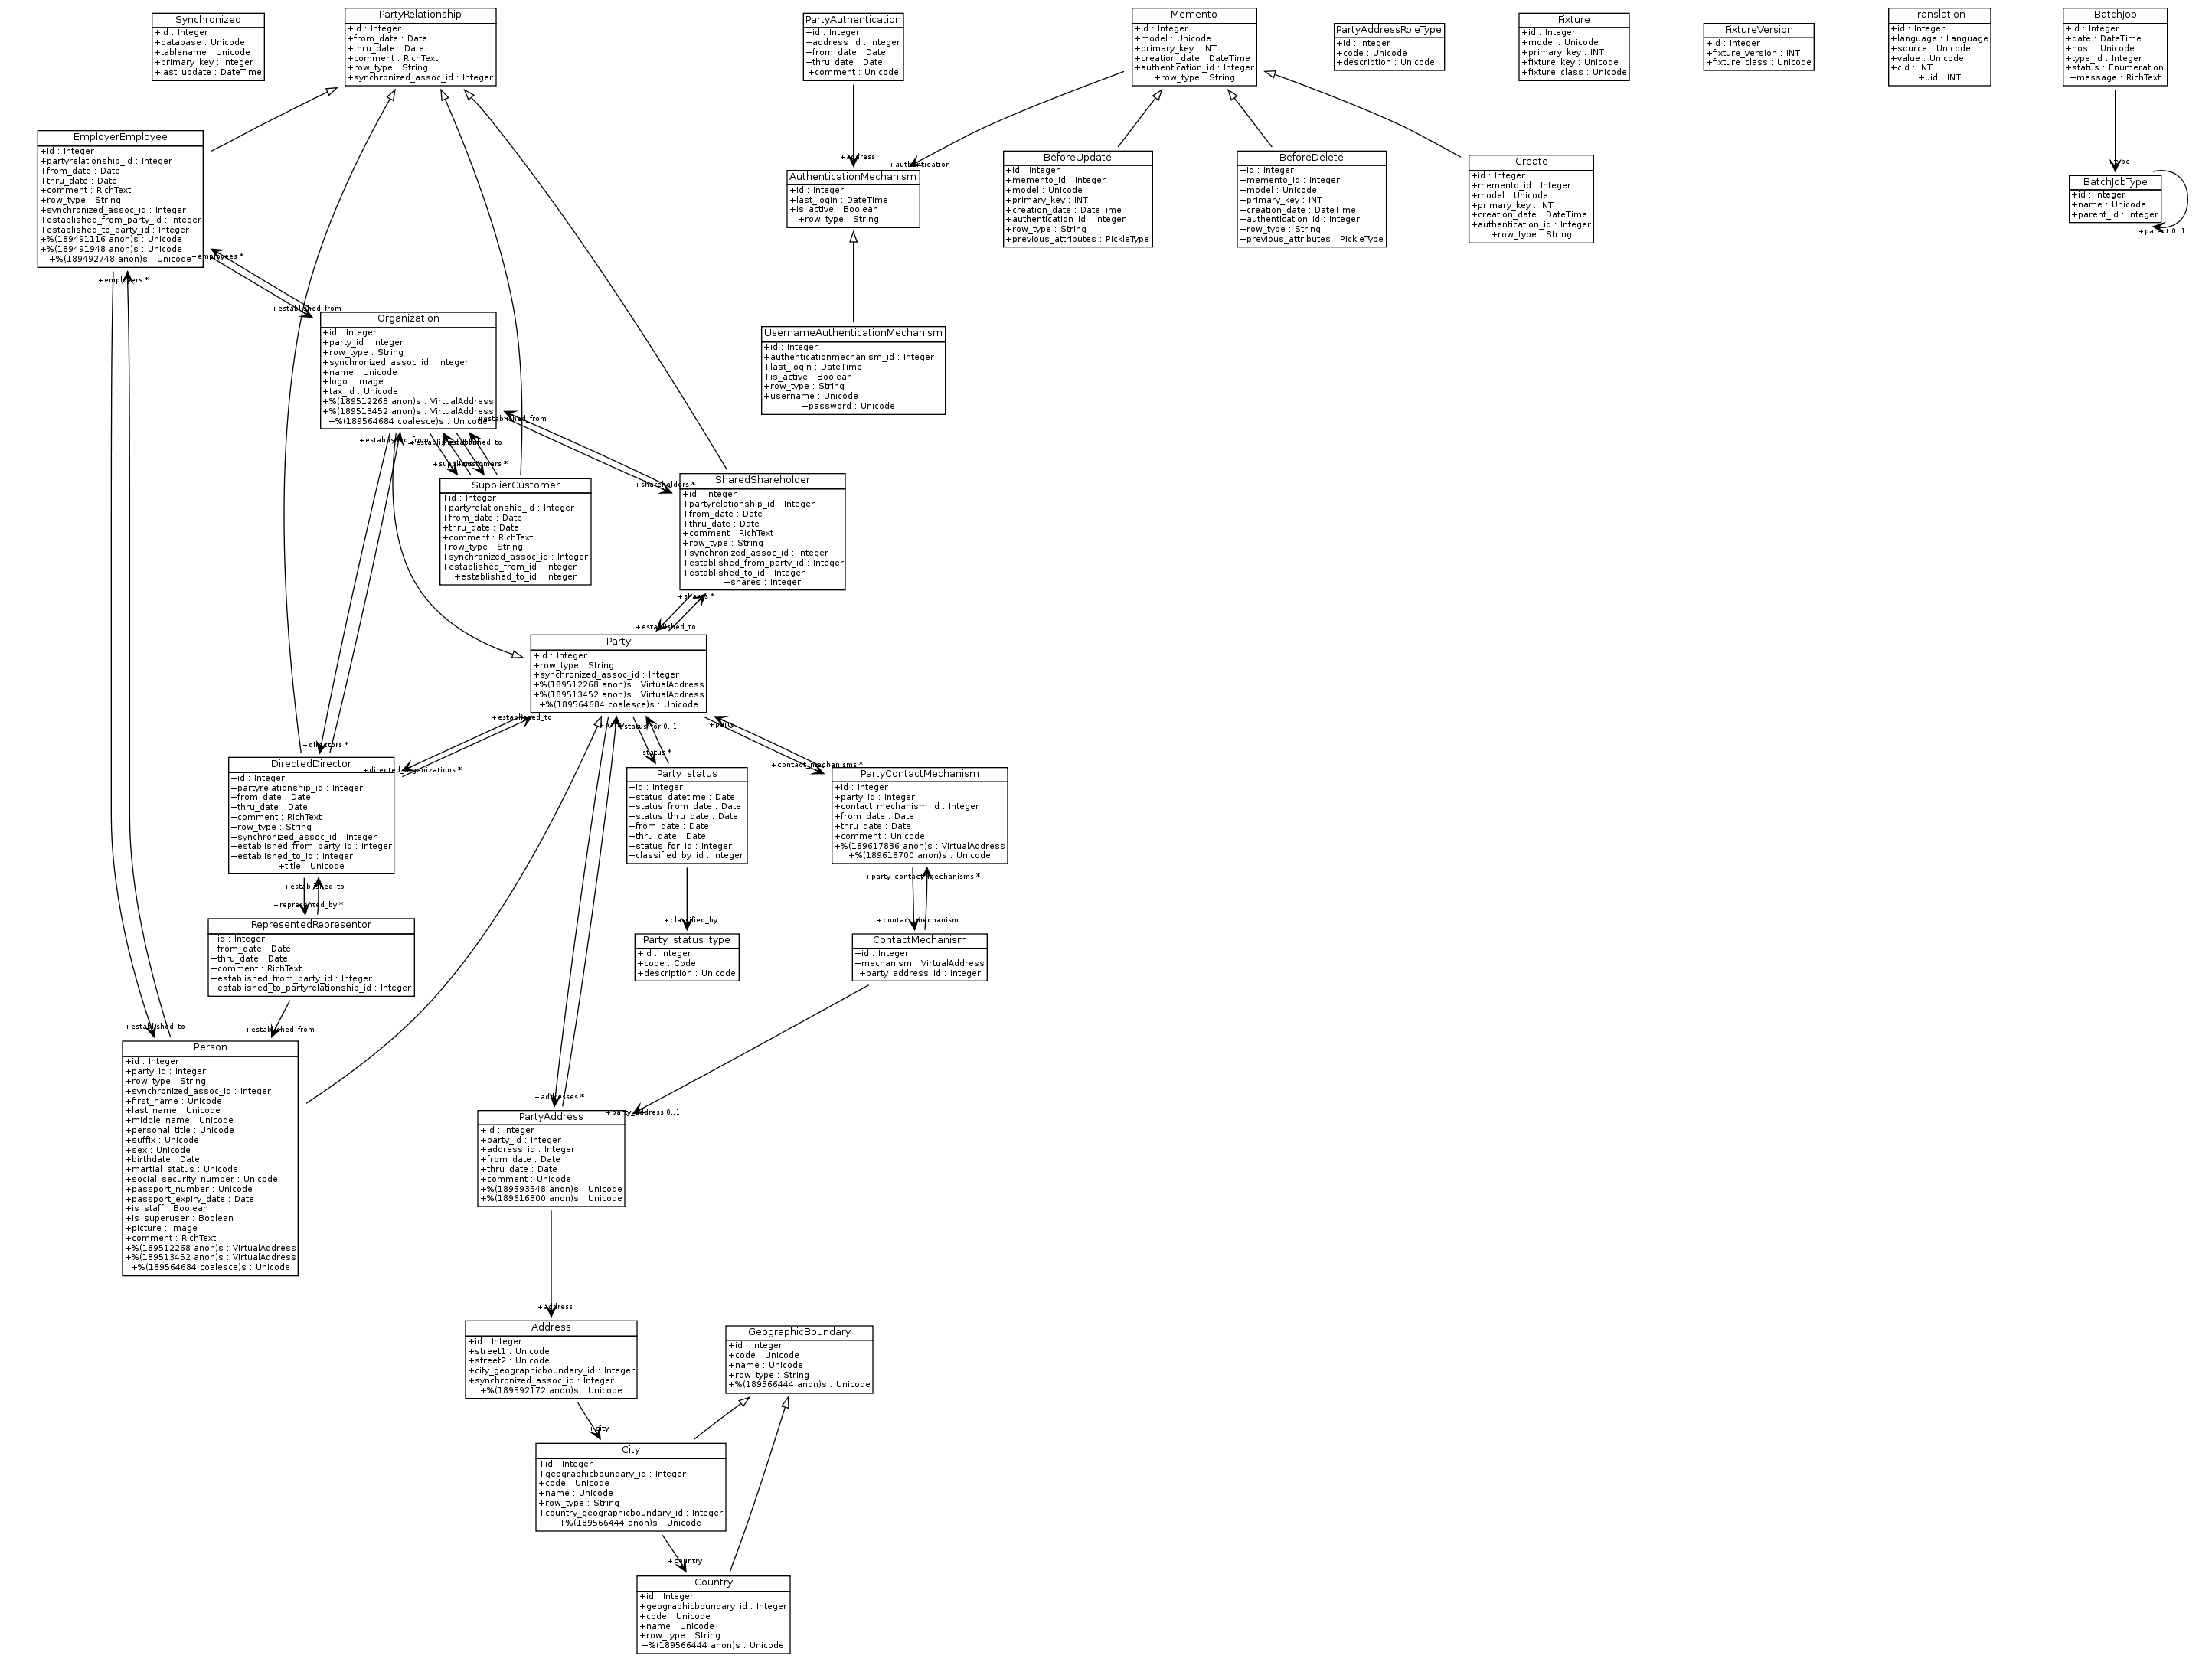 Synchronized
+id : Integer
+database : Unicode
+tablename : Unicode
+primary_key : Integer
+last_update : DateTime
PartyRelationship
+id : Integer
+from_date : Date
+thru_date : Date
+comment : RichText
+row_type : String
+synchronized_assoc_id : Integer
PartyAuthentication
+id : Integer
+address_id : Integer
+from_date : Date
+thru_date : Date
+comment : Unicode
Memento
+id : Integer
+model : Unicode
+primary_key : INT
+creation_date : DateTime
+authentication_id : Integer
+row_type : String
PartyAddressRoleType
+id : Integer
+code : Unicode
+description : Unicode
Fixture
+id : Integer
+model : Unicode
+primary_key : INT
+fixture_key : Unicode
+fixture_class : Unicode
FixtureVersion
+id : Integer
+fixture_version : INT
+fixture_class : Unicode
Translation
+id : Integer
+language : Language
+source : Unicode
+value : Unicode
+cid : INT
+uid : INT
BatchJob
+id : Integer
+date : DateTime
+host : Unicode
+type_id : Integer
+status : Enumeration
+message : RichText
EmployerEmployee
+id : Integer
+partyrelationship_id : Integer
+from_date : Date
+thru_date : Date
+comment : RichText
+row_type : String
+synchronized_assoc_id : Integer
+established_from_party_id : Integer
+established_to_party_id : Integer
+%(189491116 anon)s : Unicode
+%(189491948 anon)s : Unicode
+%(189492748 anon)s : Unicode
+address
+authentication
AuthenticationMechanism
+id : Integer
+last_login : DateTime
+is_active : Boolean
+row_type : String
BeforeUpdate
+id : Integer
+memento_id : Integer
+model : Unicode
+primary_key : INT
+creation_date : DateTime
+authentication_id : Integer
+row_type : String
+previous_attributes : PickleType
BeforeDelete
+id : Integer
+memento_id : Integer
+model : Unicode
+primary_key : INT
+creation_date : DateTime
+authentication_id : Integer
+row_type : String
+previous_attributes : PickleType
Create
+id : Integer
+memento_id : Integer
+model : Unicode
+primary_key : INT
+creation_date : DateTime
+authentication_id : Integer
+row_type : String
+type
BatchJobType
+id : Integer
+name : Unicode
+parent_id : Integer
+parent 0..1
+employees *
+employers *
+established_from
Organization
+id : Integer
+party_id : Integer
+row_type : String
+synchronized_assoc_id : Integer
+name : Unicode
+logo : Image
+tax_id : Unicode
+%(189512268 anon)s : VirtualAddress
+%(189513452 anon)s : VirtualAddress
+%(189564684 coalesce)s : Unicode
UsernameAuthenticationMechanism
+id : Integer
+authenticationmechanism_id : Integer
+last_login : DateTime
+is_active : Boolean
+row_type : String
+username : Unicode
+password : Unicode
+established_from
+established_from
+established_to
+suppliers *
+customers *
SupplierCustomer
+id : Integer
+partyrelationship_id : Integer
+from_date : Date
+thru_date : Date
+comment : RichText
+row_type : String
+synchronized_assoc_id : Integer
+established_from_id : Integer
+established_to_id : Integer
+shareholders *
SharedShareholder
+id : Integer
+partyrelationship_id : Integer
+from_date : Date
+thru_date : Date
+comment : RichText
+row_type : String
+synchronized_assoc_id : Integer
+established_from_party_id : Integer
+established_to_id : Integer
+shares : Integer
+shares *
+established_to
Party
+id : Integer
+row_type : String
+synchronized_assoc_id : Integer
+%(189512268 anon)s : VirtualAddress
+%(189513452 anon)s : VirtualAddress
+%(189564684 coalesce)s : Unicode
+established_to
+party
+status_for 0..1
+party
+directors *
+directed_organizations *
+status *
+contact_mechanisms *
DirectedDirector
+id : Integer
+partyrelationship_id : Integer
+from_date : Date
+thru_date : Date
+comment : RichText
+row_type : String
+synchronized_assoc_id : Integer
+established_from_party_id : Integer
+established_to_id : Integer
+title : Unicode
Party_status
+id : Integer
+status_datetime : Date
+status_from_date : Date
+status_thru_date : Date
+from_date : Date
+thru_date : Date
+status_for_id : Integer
+classified_by_id : Integer
PartyContactMechanism
+id : Integer
+party_id : Integer
+contact_mechanism_id : Integer
+from_date : Date
+thru_date : Date
+comment : Unicode
+%(189617836 anon)s : VirtualAddress
+%(189618700 anon)s : Unicode
+established_to
+represented_by *
+party_contact_mechanisms *
+classified_by
+contact_mechanism
RepresentedRepresentor
+id : Integer
+from_date : Date
+thru_date : Date
+comment : RichText
+established_from_party_id : Integer
+established_to_partyrelationship_id : Integer
Party_status_type
+id : Integer
+code : Code
+description : Unicode
ContactMechanism
+id : Integer
+mechanism : VirtualAddress
+party_address_id : Integer
+established_to
+established_from
Person
+id : Integer
+party_id : Integer
+row_type : String
+synchronized_assoc_id : Integer
+first_name : Unicode
+last_name : Unicode
+middle_name : Unicode
+personal_title : Unicode
+suffix : Unicode
+sex : Unicode
+birthdate : Date
+martial_status : Unicode
+social_security_number : Unicode
+passport_number : Unicode
+passport_expiry_date : Date
+is_staff : Boolean
+is_superuser : Boolean
+picture : Image
+comment : RichText
+%(189512268 anon)s : VirtualAddress
+%(189513452 anon)s : VirtualAddress
+%(189564684 coalesce)s : Unicode
+addresses *
+party_address 0..1
PartyAddress
+id : Integer
+party_id : Integer
+address_id : Integer
+from_date : Date
+thru_date : Date
+comment : Unicode
+%(189593548 anon)s : Unicode
+%(189616300 anon)s : Unicode
+address
Address
+id : Integer
+street1 : Unicode
+street2 : Unicode
+city_geographicboundary_id : Integer
+synchronized_assoc_id : Integer
+%(189592172 anon)s : Unicode
GeographicBoundary
+id : Integer
+code : Unicode
+name : Unicode
+row_type : String
+%(189566444 anon)s : Unicode
+city
City
+id : Integer
+geographicboundary_id : Integer
+code : Unicode
+name : Unicode
+row_type : String
+country_geographicboundary_id : Integer
+%(189566444 anon)s : Unicode
+country
Country
+id : Integer
+geographicboundary_id : Integer
+code : Unicode
+name : Unicode
+row_type : String
+%(189566444 anon)s : Unicode